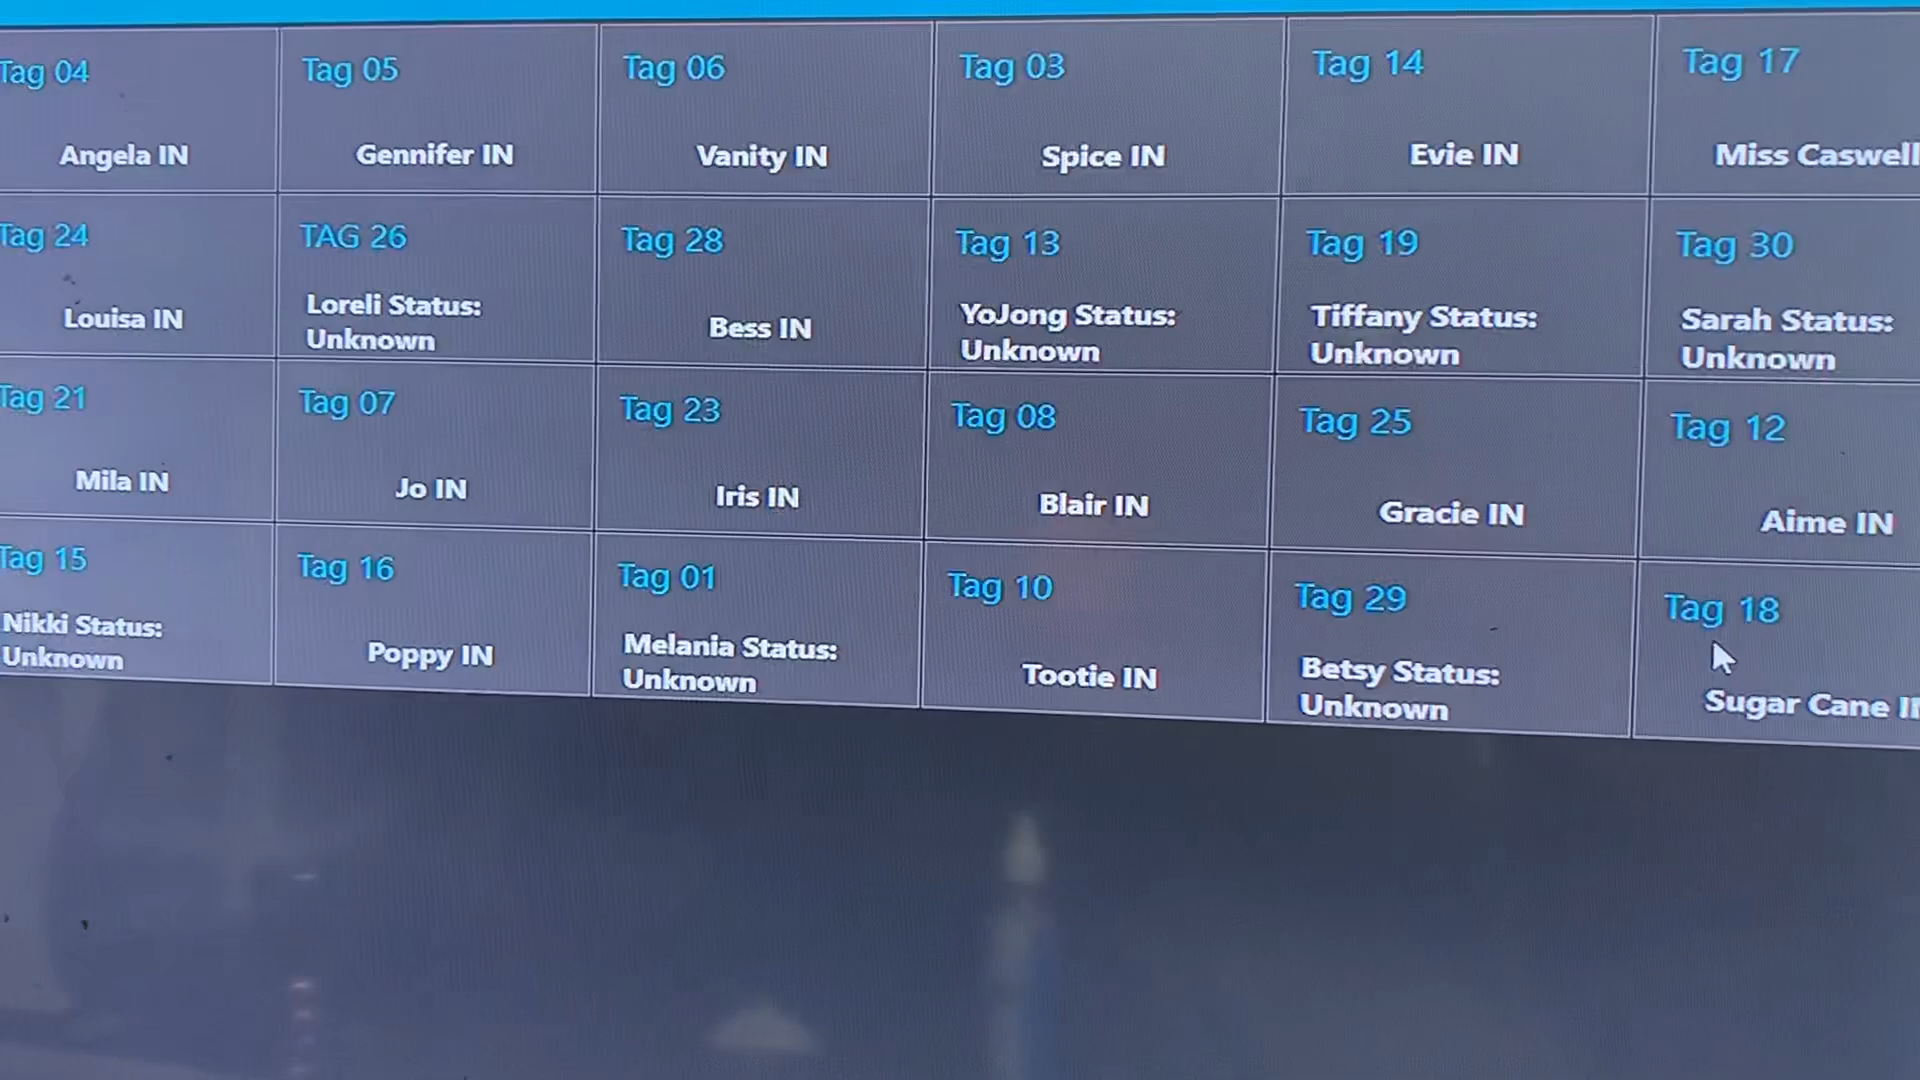 Tag 04
Tag 05
Tag 06
Tag 03
Tag 14
Tag 17
Angela IN
Gennifer IN
Vanity IN
Spice IN
Evie IN
Miss Caswell
Tag 24
TAG 26
Tag 28
Tag 13
Tag 19
Tag 30
Louisa IN
Loreli Status:
Unknown
Bess IN
YoJong Status:
Unknown
Tiffany Status:
Unknown
Sarah Status:
Unknown
Tag 21
Tag 07
Tag 23
Tag 08
Tag 25
Tag 12
Mila IN
Jo IN
Iris IN
Blair IN
Gracie IN
Aime IN
Tag 15
Tag 16
Tag 01
Tag 10
Tag 29
Tag 18
Nikki Status:
Unknown
Poppy IN
Melania Status:
Unknown
Tootie IN
Betsy Status:
Unknown
Sugar Cane IN